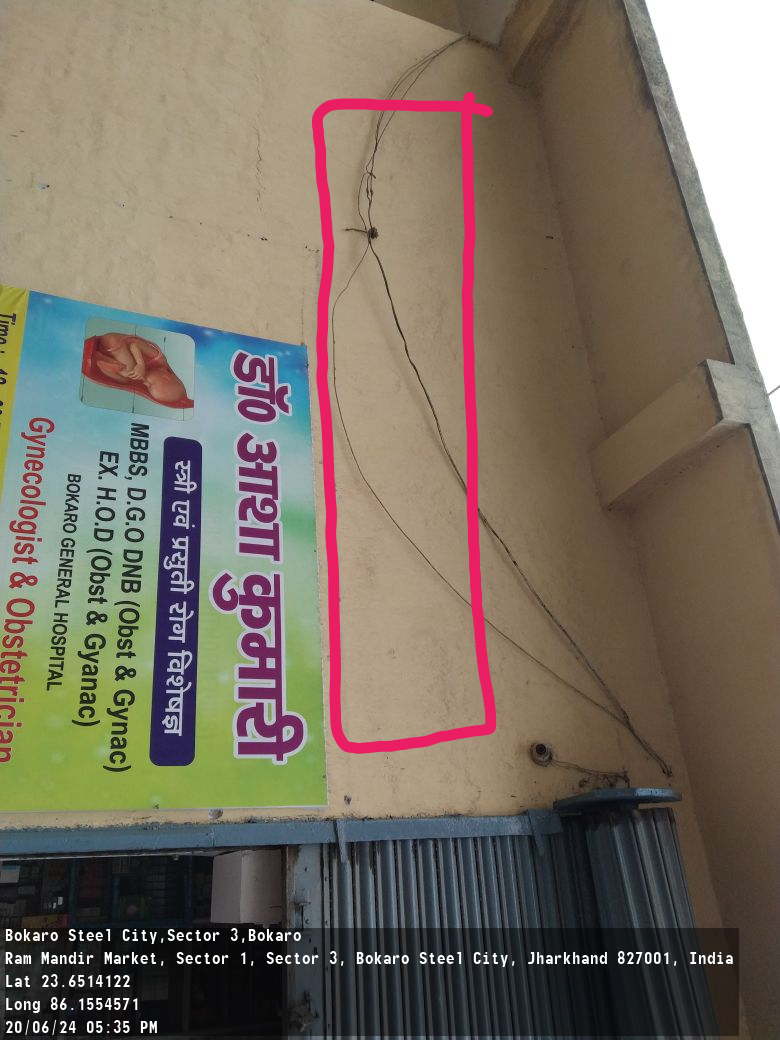 डॉ० आशा कुमारी
स्त्री एवं प्रसुती रोग विशेषज्ञ
MBBS, D.G.O DNB (Obst & Gynac)
EX. H.O.D (Obst & Gyanac)
BOKARO GENERAL HOSPITAL
Gynecologist & Obstetrician
Time :
Bokaro Steel City,Sector 3,Bokaro
Ram Mandir Market, Sector 1, Sector 3, Bokaro Steel City, Jharkhand 827001, India
Lat 23.6514122
Long 86.1554571
20/06/24 05:35 PM